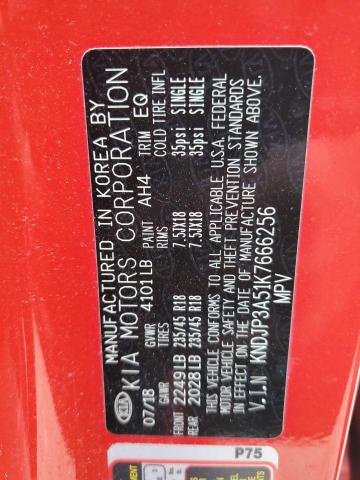 MANUFACTURED IN KOREA BY
KIA KIA MOTORS CORPORATION
07/18 GVWR 4101LB PAINT AH4 TRIM EQ
GAWR TIRES RIMS COLD TIRE INFL
FRONT 2249LB 235/45 R18 7.5JX18 35psi SINGLE
REAR 2028LB 235/45 R18 7.5JX18 35psi SINGLE
THIS VEHICLE CONFORMS TO ALL APPLICABLE U.S.A. FEDERAL
MOTOR VEHICLE SAFETY AND THEFT PREVENTION STANDARDS
IN EFFECT ON THE DATE OF MANUFACTURE SHOWN ABOVE.
V.I.N KNDJP3A51K7666256
MPV
P75